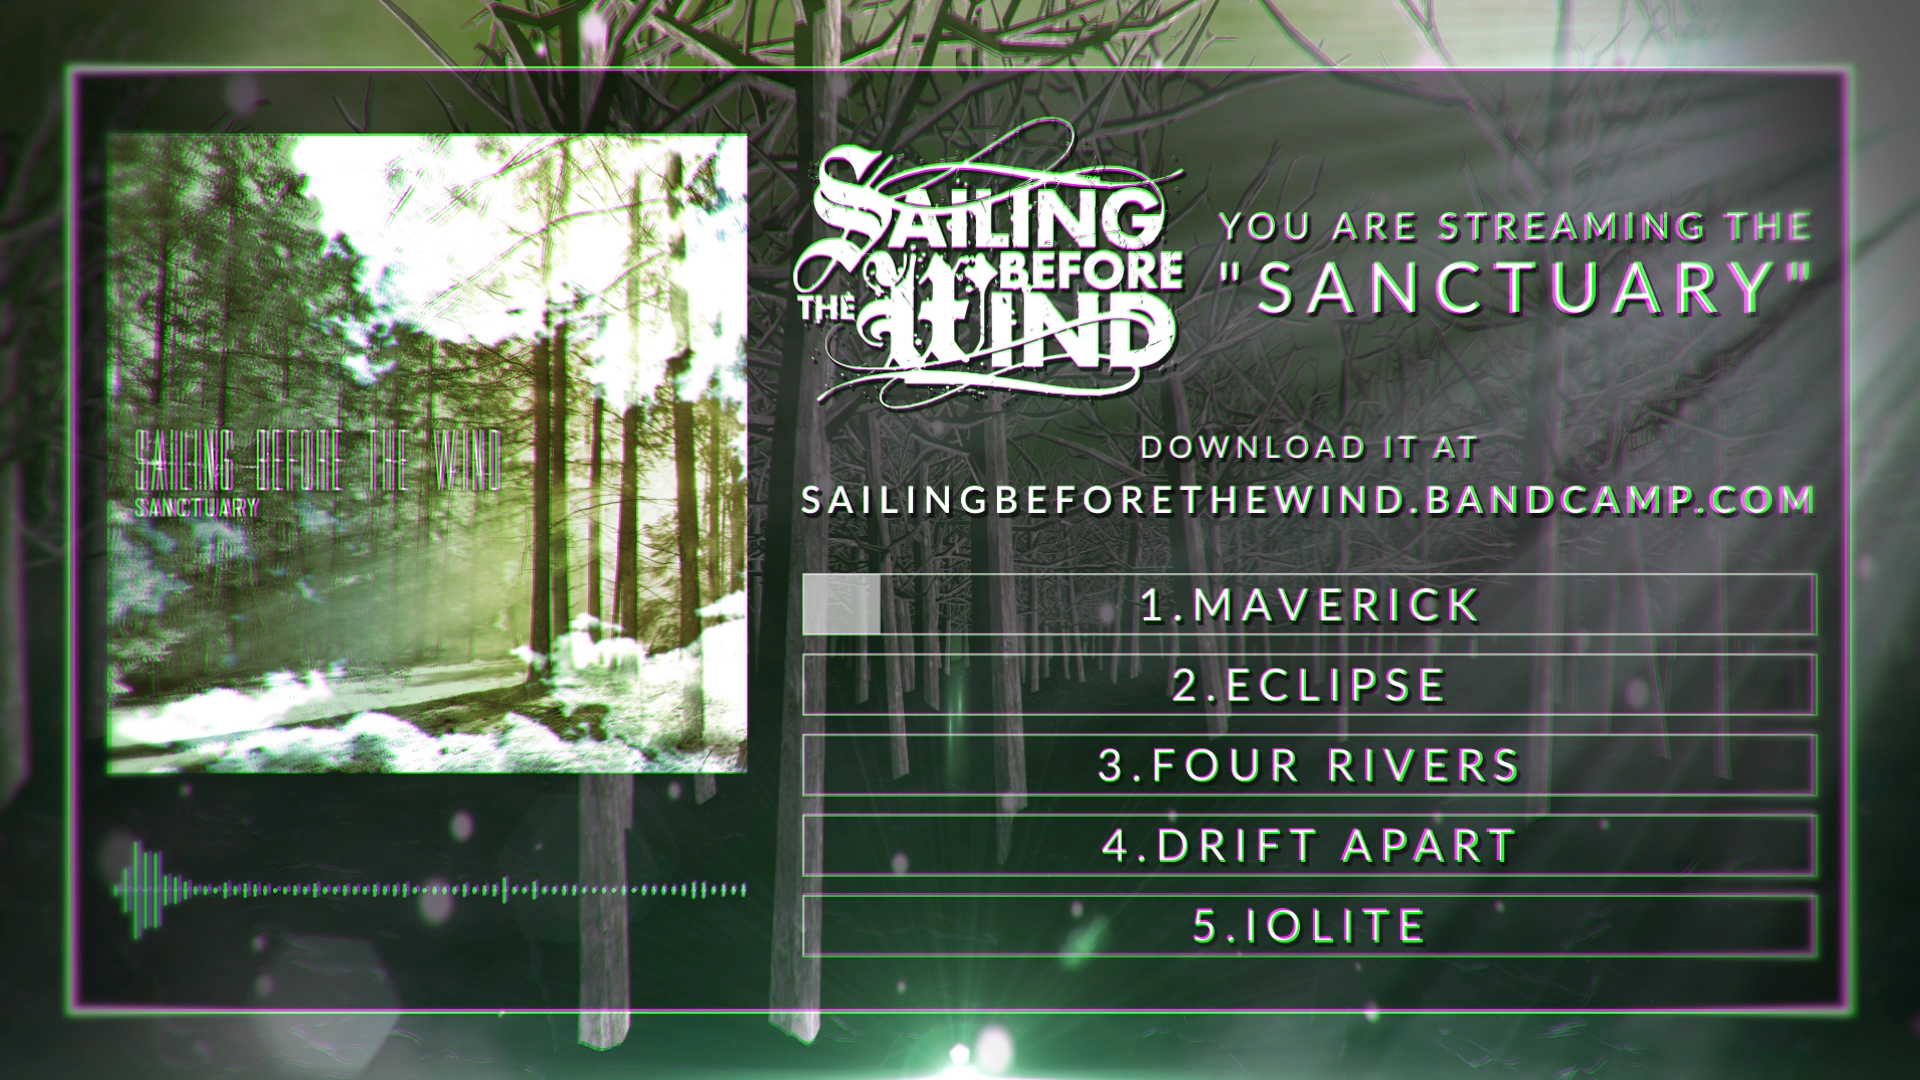 SAILING BEFORE THE WIND
SANCTUARY
SAILING
BEFORE
THE WIND
YOU ARE STREAMING THE
"SANCTUARY"
DOWNLOAD IT AT
SAILINGBEFORETHEWIND.BANDCAMP.COM
1.MAVERICK
2.ECLIPSE
3.FOUR RIVERS
4.DRIFT APART
5.IOLITE